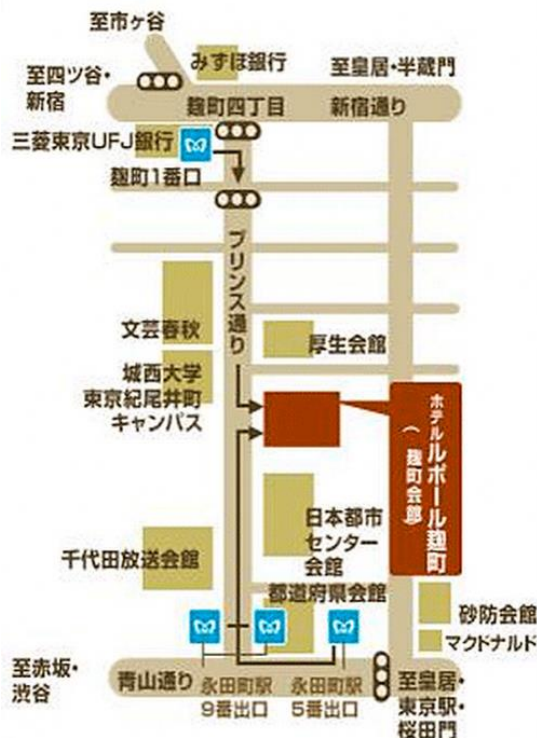 至市ヶ谷
みずほ銀行
至四ツ谷・
新宿
至皇居・半蔵門
麹町四丁目
新宿通り
三菱東京UFJ銀行
麹町1番口
プリンス通り
文芸春秋
厚生会館
城西大学
東京紀尾井町
キャンパス
ホテル ルポール麹町
(麹町会館)
日本都市
センター
会館
千代田放送会館
都道府県会館
砂防会館
マクドナルド
至赤坂・
渋谷
青山通り
永田町駅
9番出口
永田町駅
5番出口
至皇居・
東京駅・
桜田門